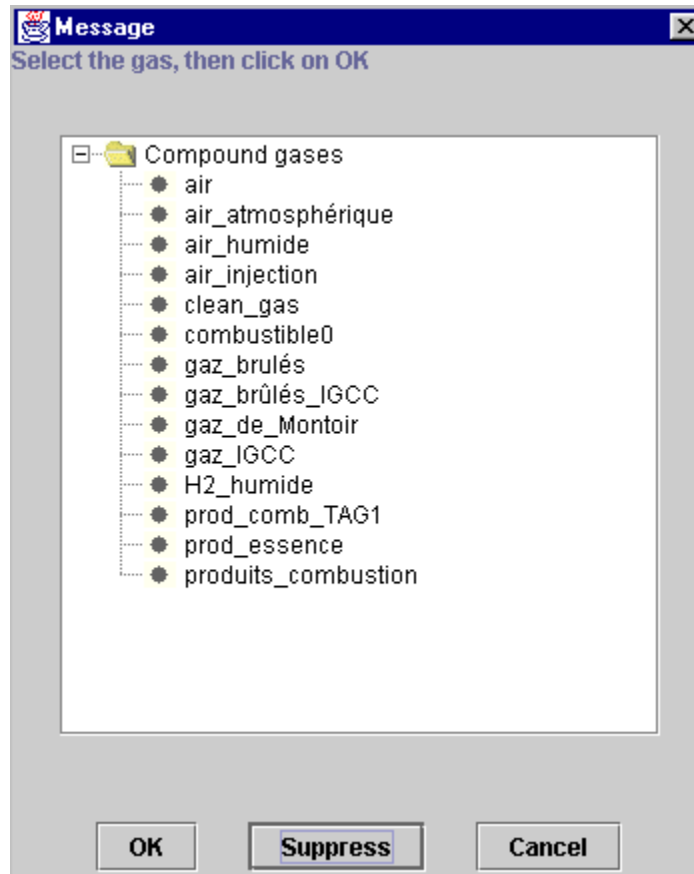 Message
Select the gas, then click on OK
Compound gases
air
air_atmosphérique
air_humide
air_injection
clean_gas
combustible0
gaz_brulés
gaz_brûlés_IGCC
gaz_de_Montoir
gaz_IGCC
H2_humide
prod_comb_TAG1
prod_essence
produits_combustion
OK Suppress Cancel